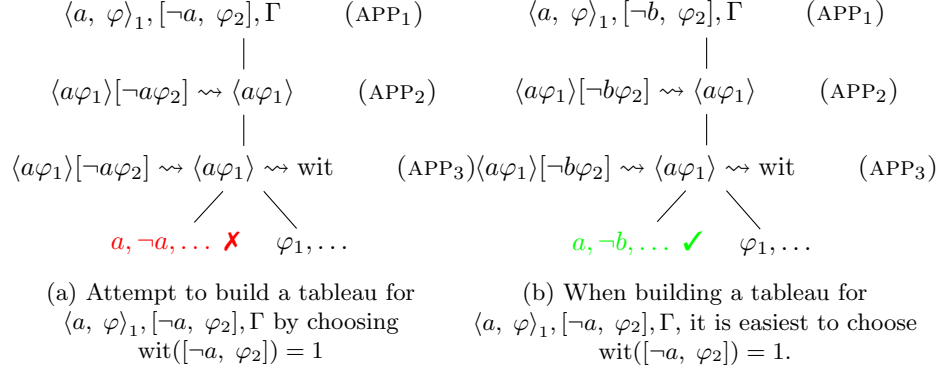 ⟨a, φ⟩₁, [¬a, φ₂], Γ (APP₁)
⟨aφ₁⟩[¬aφ₂] ⇝ ⟨aφ₁⟩ (APP₂)
⟨aφ₁⟩[¬aφ₂] ⇝ ⟨aφ₁⟩ ⇝ wit (APP₃)
a, ¬a, … ✗ φ₁, …
(a) Attempt to build a tableau for
⟨a, φ⟩₁, [¬a, φ₂], Γ by choosing
wit([¬a, φ₂]) = 1
⟨a, φ⟩₁, [¬b, φ₂], Γ (APP₁)
⟨aφ₁⟩[¬bφ₂] ⇝ ⟨aφ₁⟩ (APP₂)
⟨aφ₁⟩[¬bφ₂] ⇝ ⟨aφ₁⟩ ⇝ wit (APP₃)
a, ¬b, … ✓ φ₁, …
(b) When building a tableau for
⟨a, φ⟩₁, [¬a, φ₂], Γ, it is easiest to choose
wit([¬a, φ₂]) = 1.